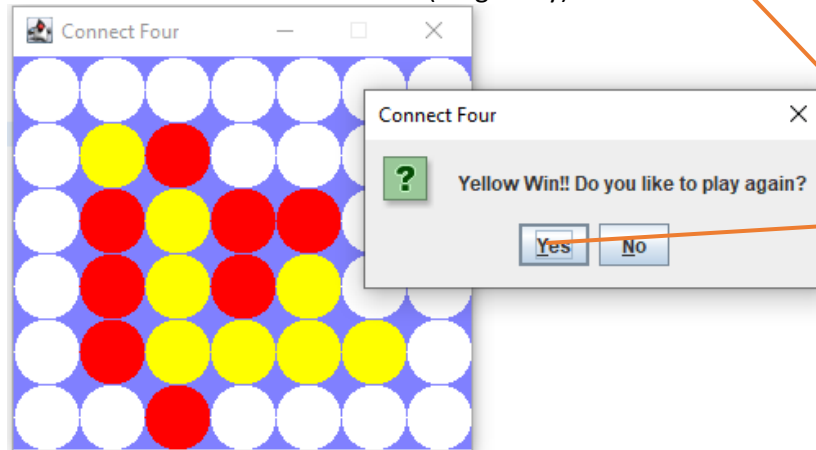 Connect Four
Connect Four
Yellow Win!! Do you like to play again?
Yes
No